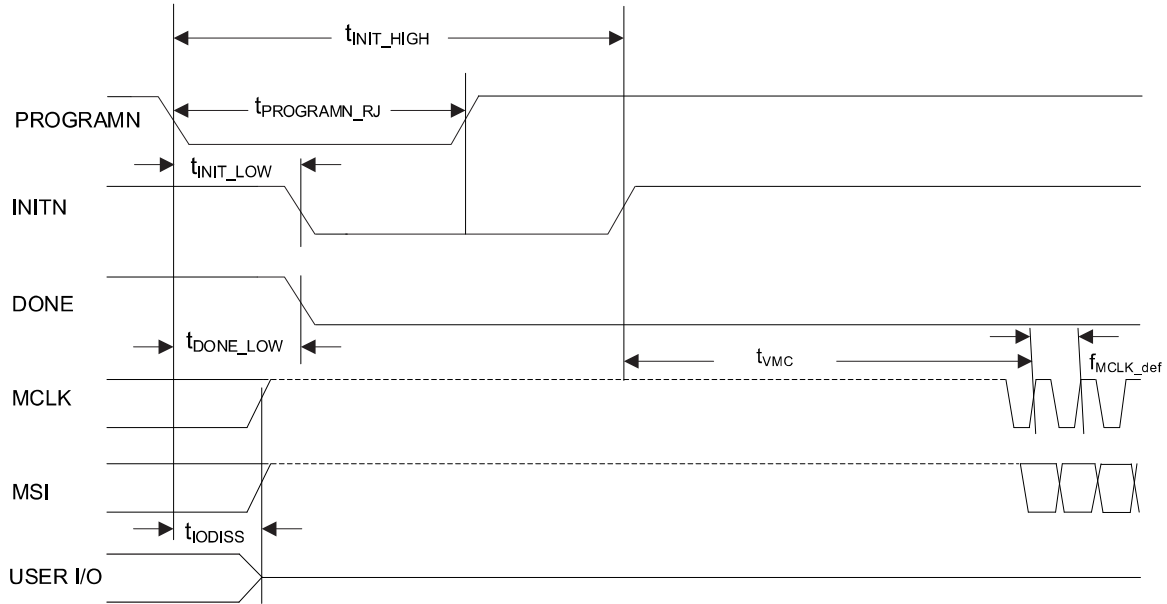 tINIT_HIGH
PROGRAMN
tPROGRAMN_RJ
tINIT_LOW
INITN
DONE
tDONE_LOW
tVMC
fMCLK_def
MCLK
MSI
tIODISS
USER I/O